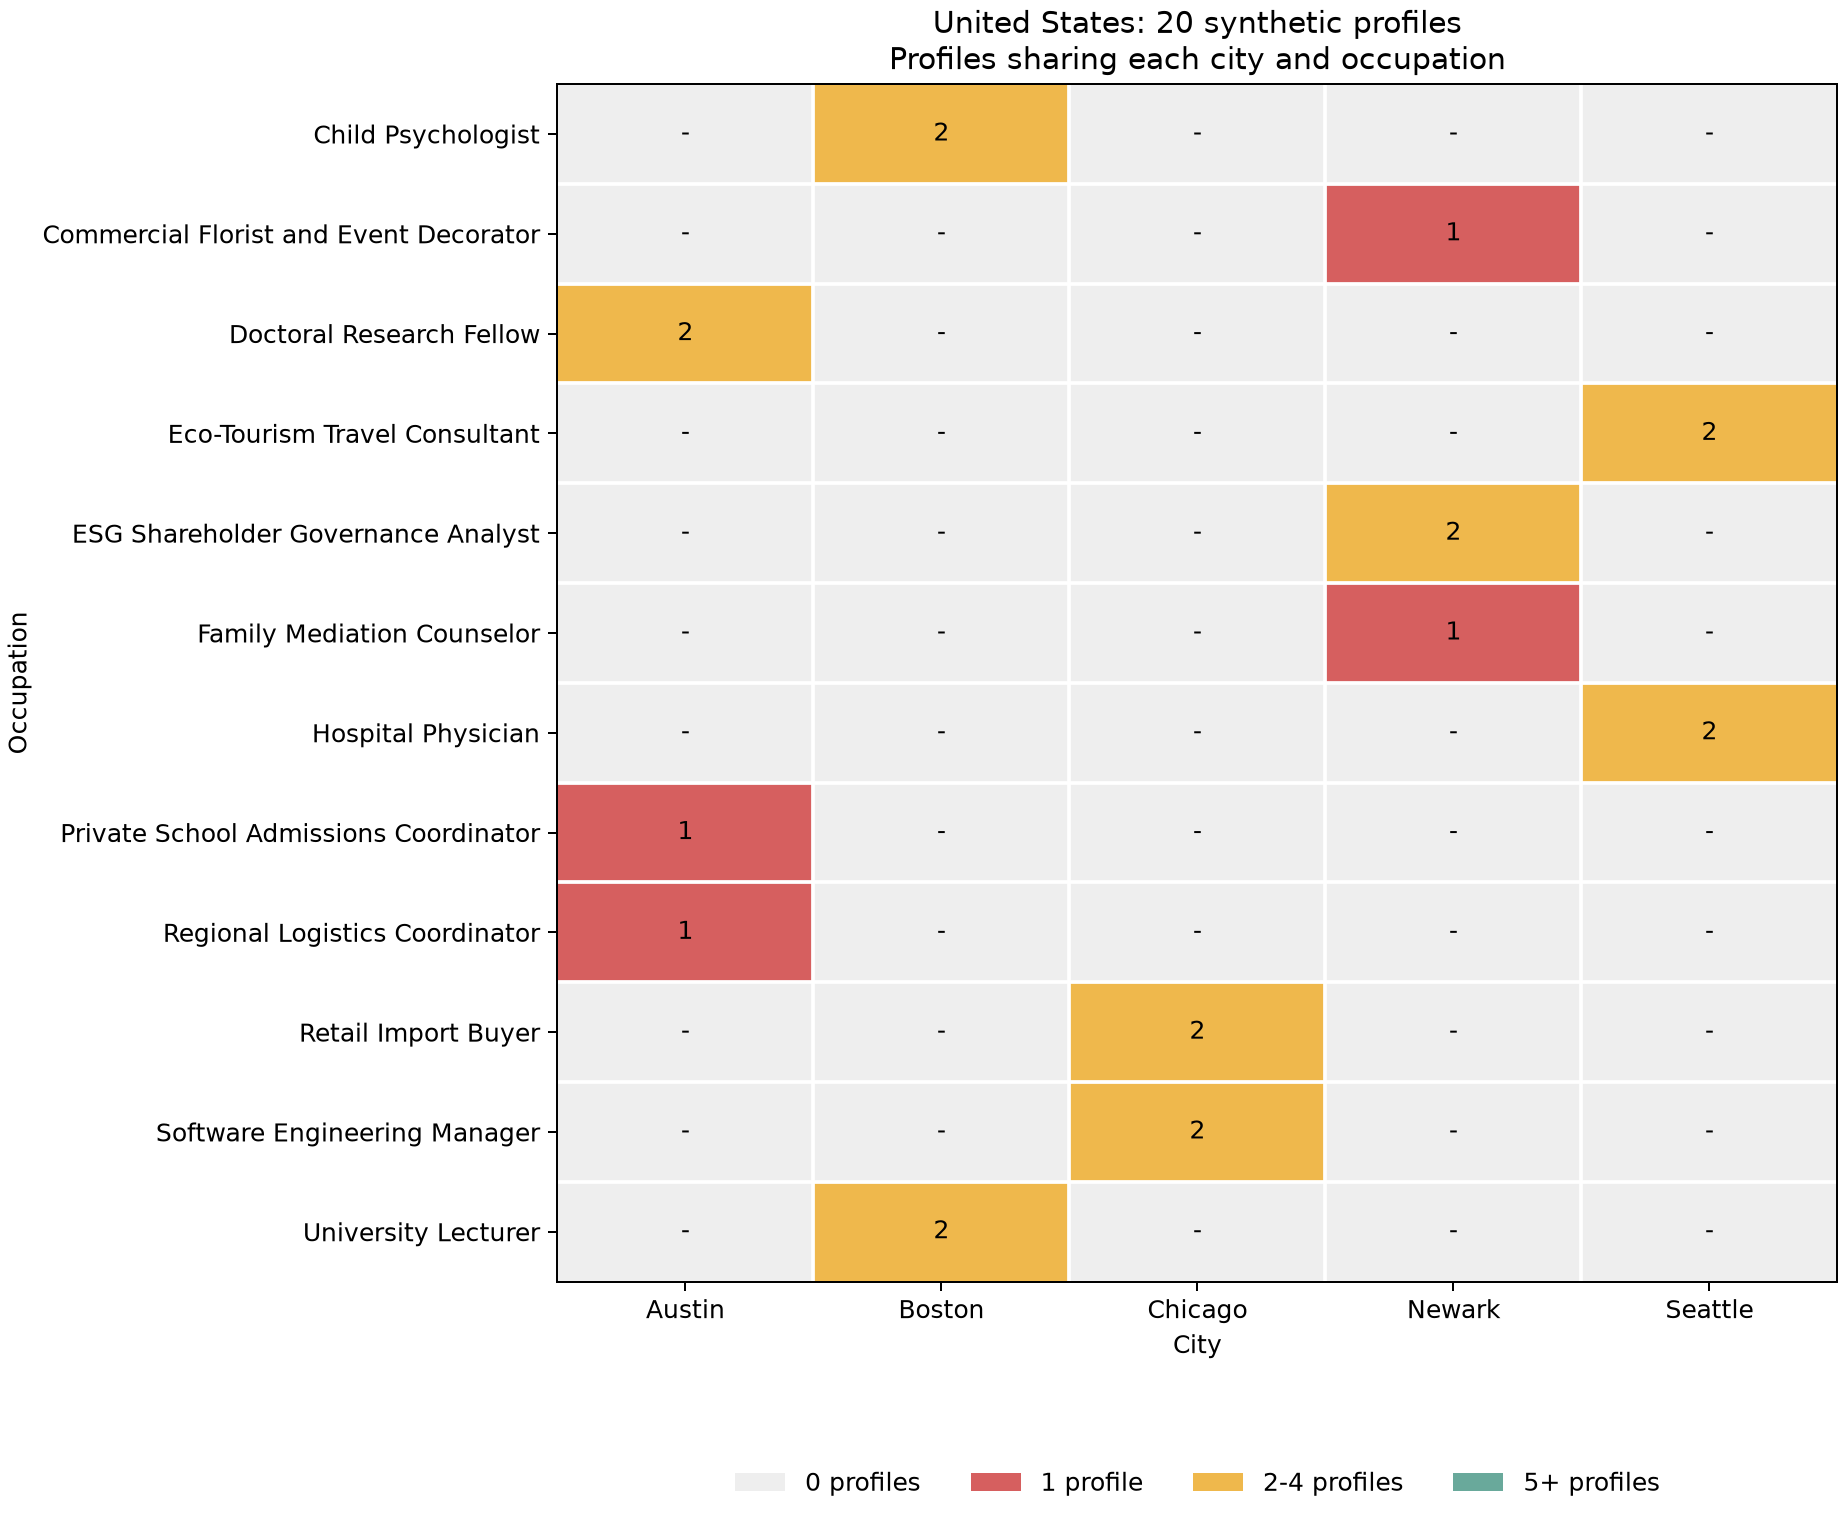 United States: 20 synthetic profiles
Profiles sharing each city and occupation
Occupation
Child Psychologist - 2 - - -
Commercial Florist and Event Decorator - - - 1 -
Doctoral Research Fellow 2 - - - -
Eco-Tourism Travel Consultant - - - - 2
ESG Shareholder Governance Analyst - - - 2 -
Family Mediation Counselor - - - 1 -
Hospital Physician - - - - 2
Private School Admissions Coordinator 1 - - - -
Regional Logistics Coordinator 1 - - - -
Retail Import Buyer - - 2 - -
Software Engineering Manager - - 2 - -
University Lecturer - 2 - - -
Austin Boston Chicago Newark Seattle
City
0 profiles 1 profile 2-4 profiles 5+ profiles